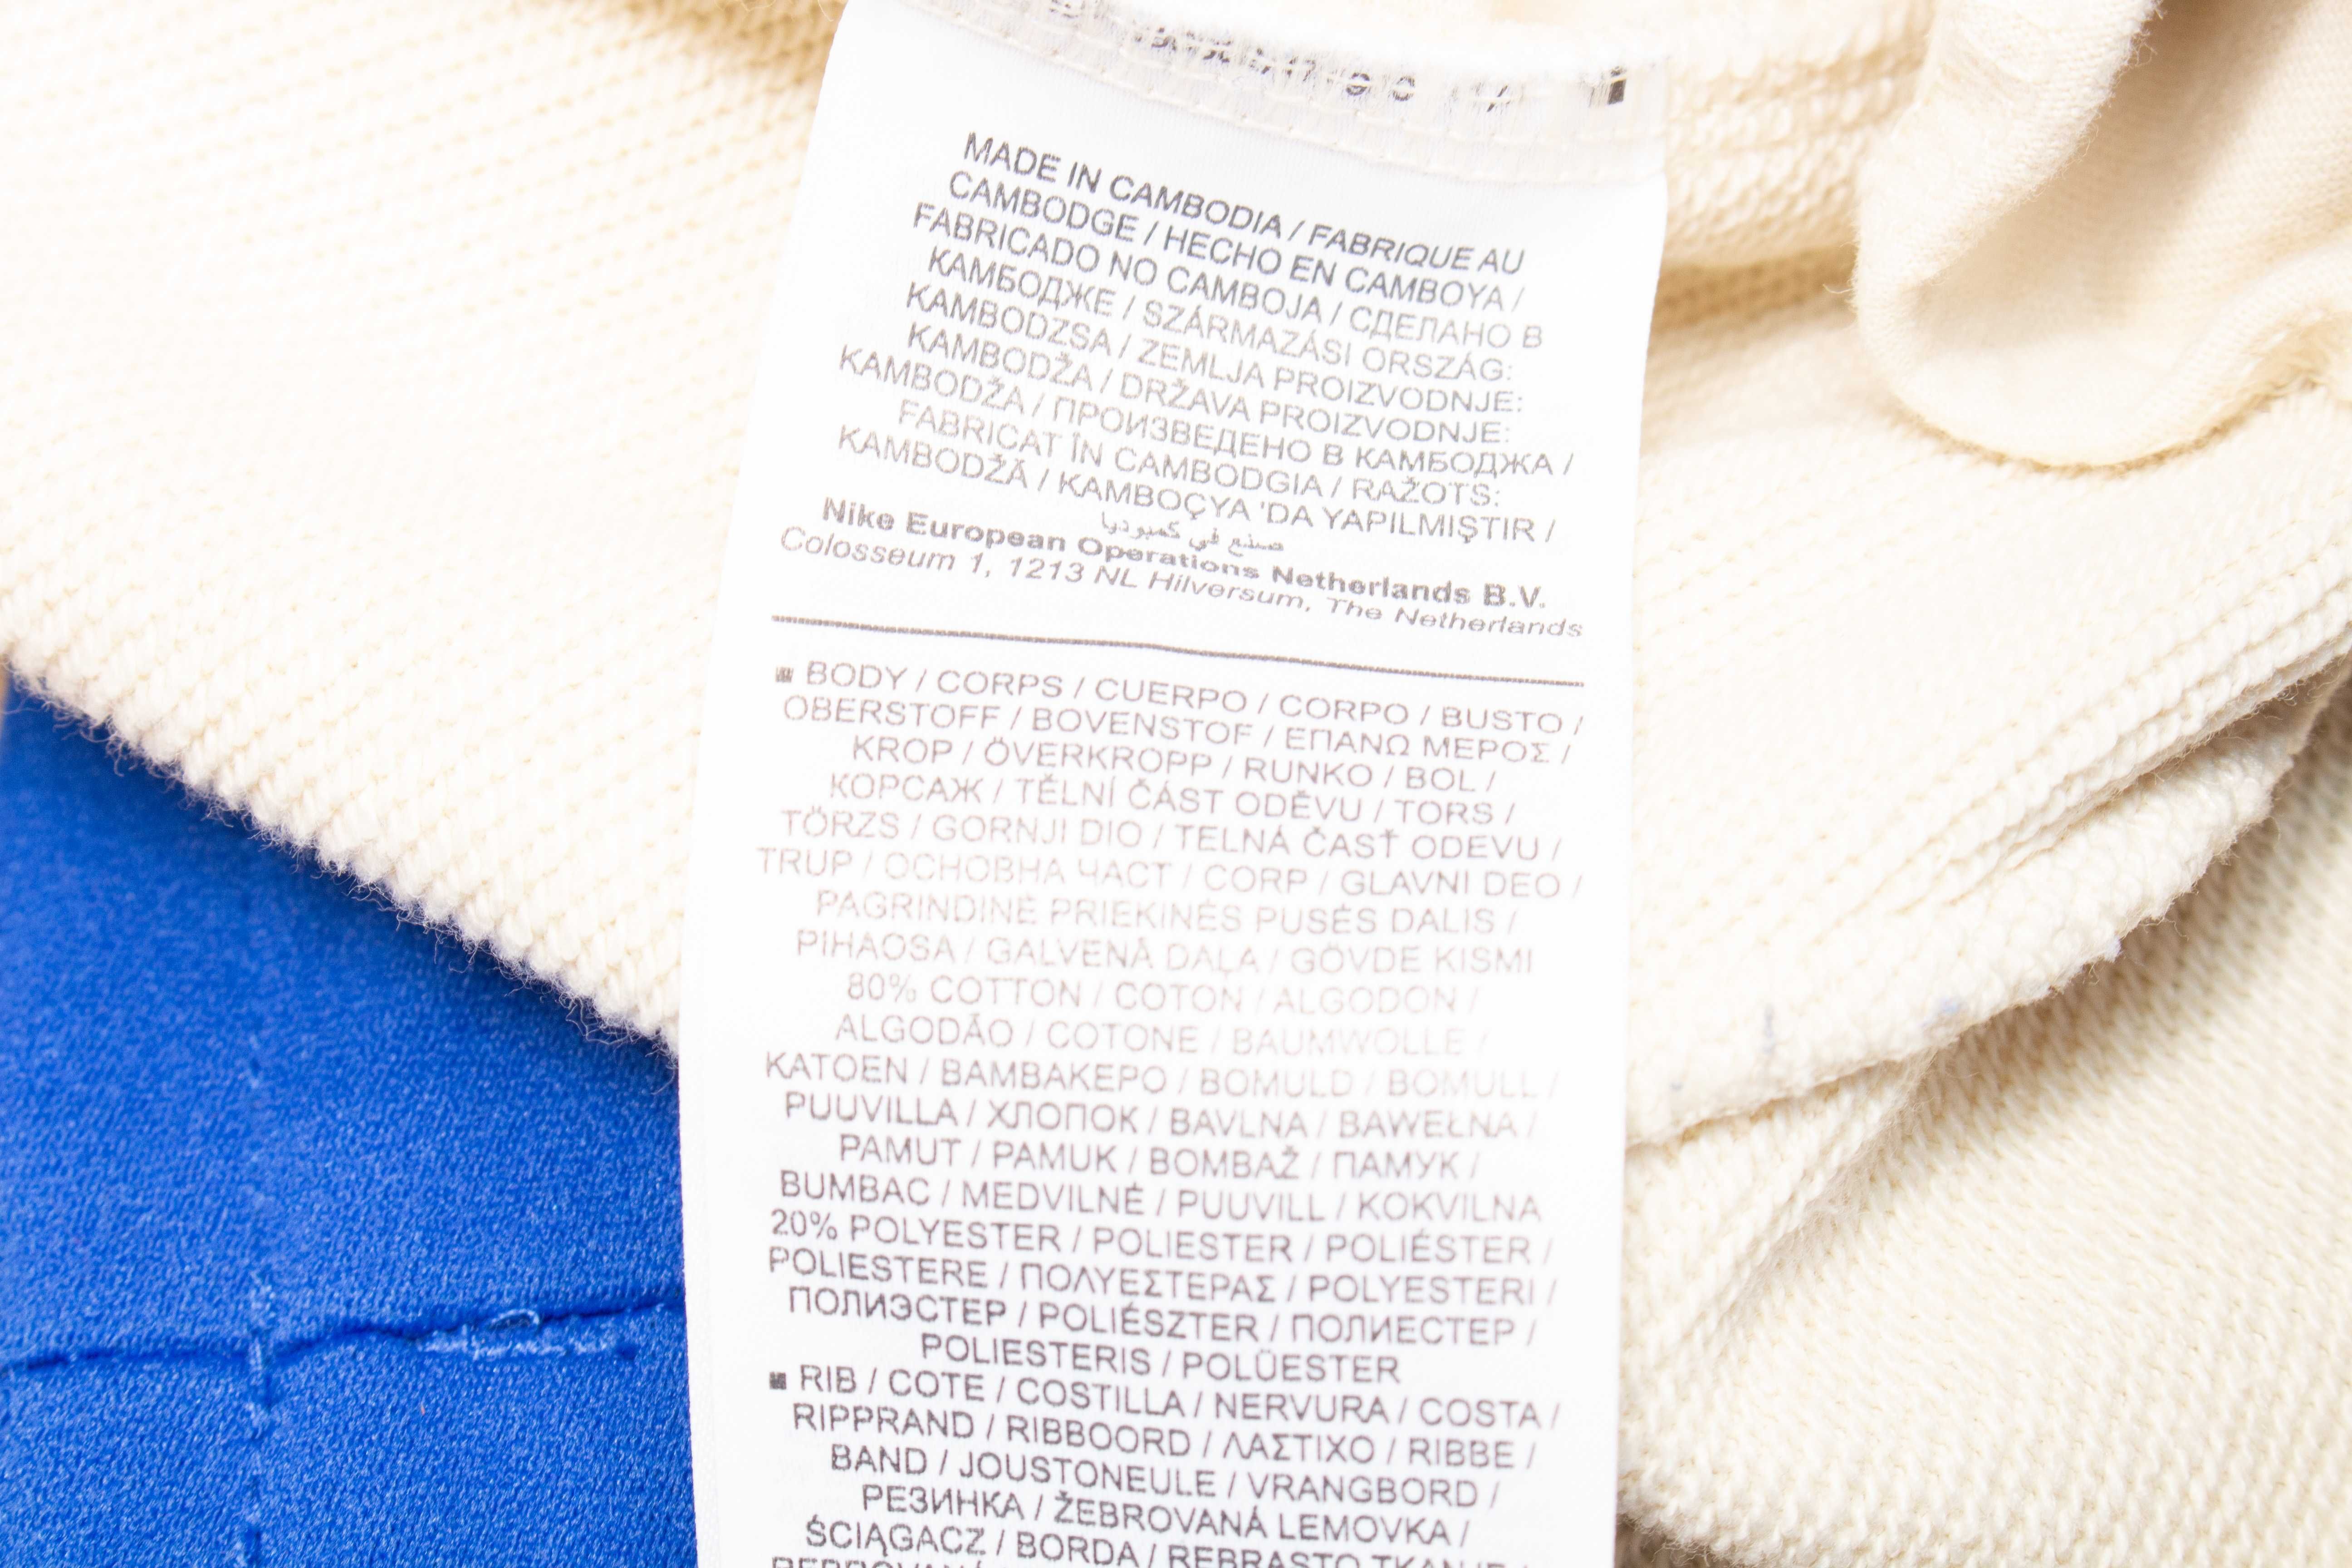 MADE IN CAMBODIA / FABRIQUE AU
CAMBODGE / HECHO EN CAMBOYA /
FABRICADO NO CAMBOJA / СДЕЛАНО В
КАМБОДЖЕ / SZÁRMAZÁSI ORSZÁG:
KAMBODZSA / ZEMLJA PROIZVODNJE:
KAMBODŽA / DRŽAVA PROIZVODNJE:
KAMBODŽA / ПРОИЗВЕДЕНО В КАМБОДЖА /
FABRICAT ÎN CAMBODGIA / RAŽOTS:
KAMBODŽĀ / KAMBOÇYA 'DA YAPILMIŞTIR /
صنع في كمبوديا
Nike European Operations Netherlands B.V.
Colosseum 1, 1213 NL Hilversum, The Netherlands
BODY / CORPS / CUERPO / CORPO / BUSTO /
OBERSTOFF / BOVENSTOF / ΕΠΑΝΩ ΜΕΡΟΣ /
KROP / ÖVERKROPP / RUNKO / BOL /
КОРСАЖ / TĚLNÍ ČÁST ODĚVU / TORS /
TÖRZS / GORNJI DIO / TELNÁ ČASŤ ODEVU /
TRUP / ОСНОВНА ЧАСТ / CORP / GLAVNI DEO /
PAGRINDINĖ PRIEKINĖS PUSĖS DALIS /
PIHAOSA / GALVENĀ DAĻA / GÖVDE KISMI
80% COTTON / COTON / ALGODON /
ALGODÃO / COTONE / BAUMWOLLE /
KATOEN / ΒΑΜΒΑΚΕΡΟ / BOMULD / BOMULL /
PUUVILLA / ХЛОПОК / BAVLNA / BAWEŁNA /
PAMUT / PAMUK / BOMBAŽ / ПАМУК /
BUMBAC / MEDVILNĖ / PUUVILL / KOKVILNA
20% POLYESTER / POLIESTER / POLIÉSTER /
POLIESTERE / ΠΟΛΥΕΣΤΕΡΑΣ / POLYESTERI /
ПОЛИЭСТЕР / POLIÉSZTER / ПОЛИЕСТЕР /
POLIESTERIS / POLÜESTER
RIB / COTE / COSTILLA / NERVURA / COSTA /
RIPPRAND / RIBBOORD / ΛΑΣΤΙΧΟ / RIBBE /
BAND / JOUSTONEULE / VRANGBORD /
РЕЗИНКА / ŽEBROVANÁ LEMOVKA /
ŚCIĄGACZ / BORDA / REBRASTO TKANJE /